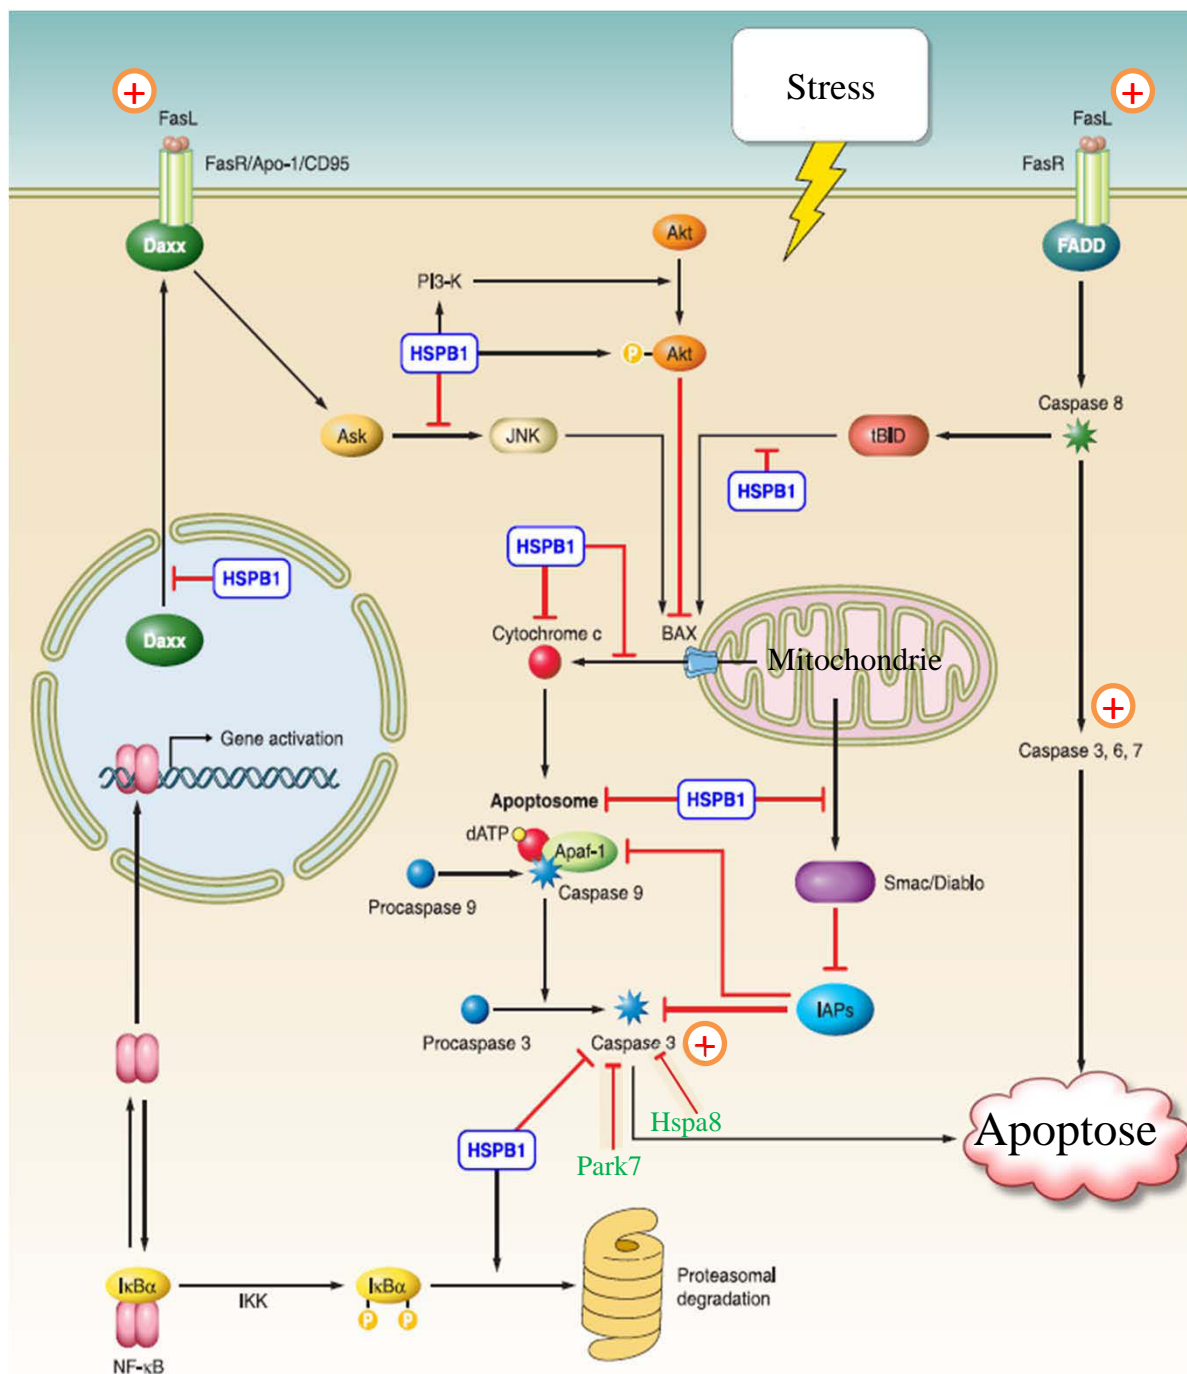 Stress
+
+
FasL
FasL
FasR/Apo-1/CD95
FasR
Daxx
Akt
FADD
PI3-K
HSPB1
P
Akt
Caspase 8
Ask
JNK
tBID
HSPB1
HSPB1
HSPB1
Daxx
Cytochrome c
BAX
Mitochondrie
+
Gene activation
Caspase 3, 6, 7
Apoptosome
HSPB1
dATP
Apaf-1
Procaspase 9
Caspase 9
Smac/Diablo
IAPs
Procaspase 3
Caspase 3
+
Hspa8
Apoptose
HSPB1
Park7
IκBα
IKK
IκBα
P
P
Proteasomal
degradation
NF-κB